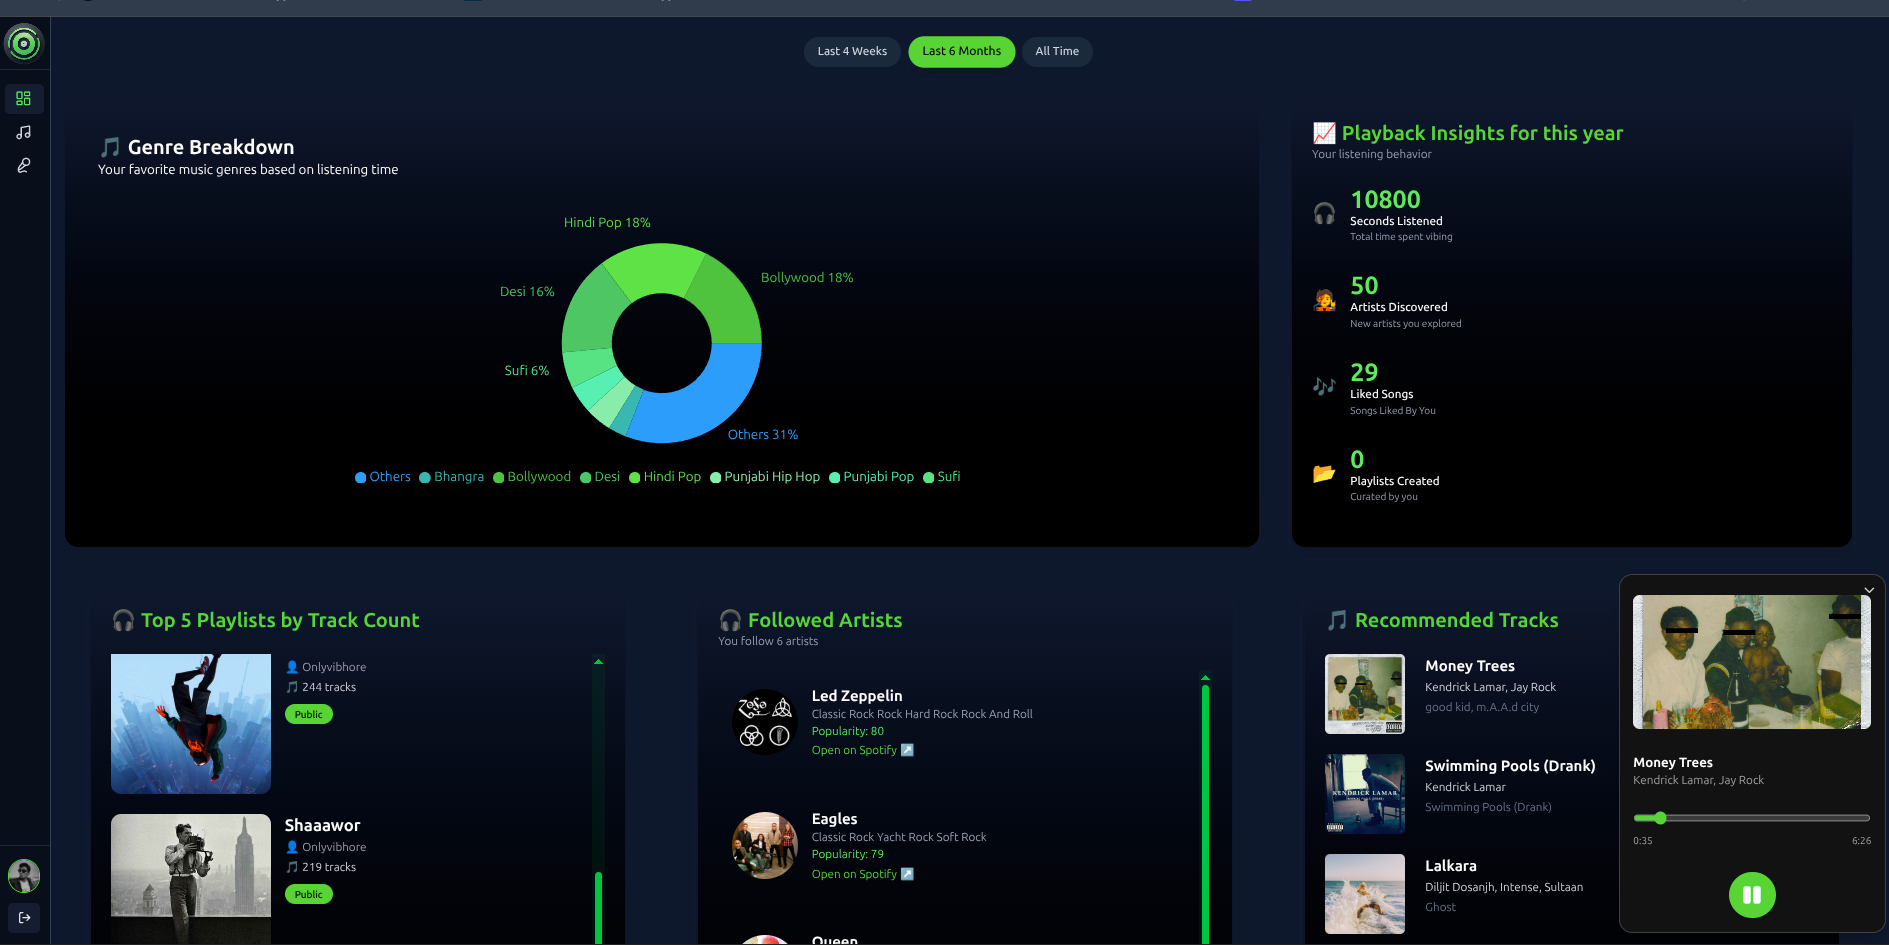 Last 4 Weeks
Last 6 Months
All Time
Genre Breakdown
Your favorite music genres based on listening time
Hindi Pop 18%
Bollywood 18%
Desi 16%
Sufi 6%
Others 31%
Others
Bhangra
Bollywood
Desi
Hindi Pop
Punjabi Hip Hop
Punjabi Pop
Sufi
Playback Insights for this year
Your listening behavior
10800
Seconds Listened
Total time spent vibing
50
Artists Discovered
New artists you explored
29
Liked Songs
Songs Liked By You
0
Playlists Created
Curated by you
Top 5 Playlists by Track Count
Onlyvibhore
244 tracks
Public
Shaaawor
Onlyvibhore
219 tracks
Public
Followed Artists
You follow 6 artists
Led Zeppelin
Classic Rock Rock Hard Rock Rock And Roll
Popularity: 80
Open on Spotify
Eagles
Classic Rock Yacht Rock Soft Rock
Popularity: 79
Open on Spotify
Queen
Recommended Tracks
Money Trees
Kendrick Lamar, Jay Rock
good kid, m.A.A.d city
KENDRICK LAMAR
Swimming Pools (Drank)
Kendrick Lamar
Swimming Pools (Drank)
Lalkara
Diljit Dosanjh, Intense, Sultaan
Ghost
Money Trees
Kendrick Lamar, Jay Rock
0:35
6:26